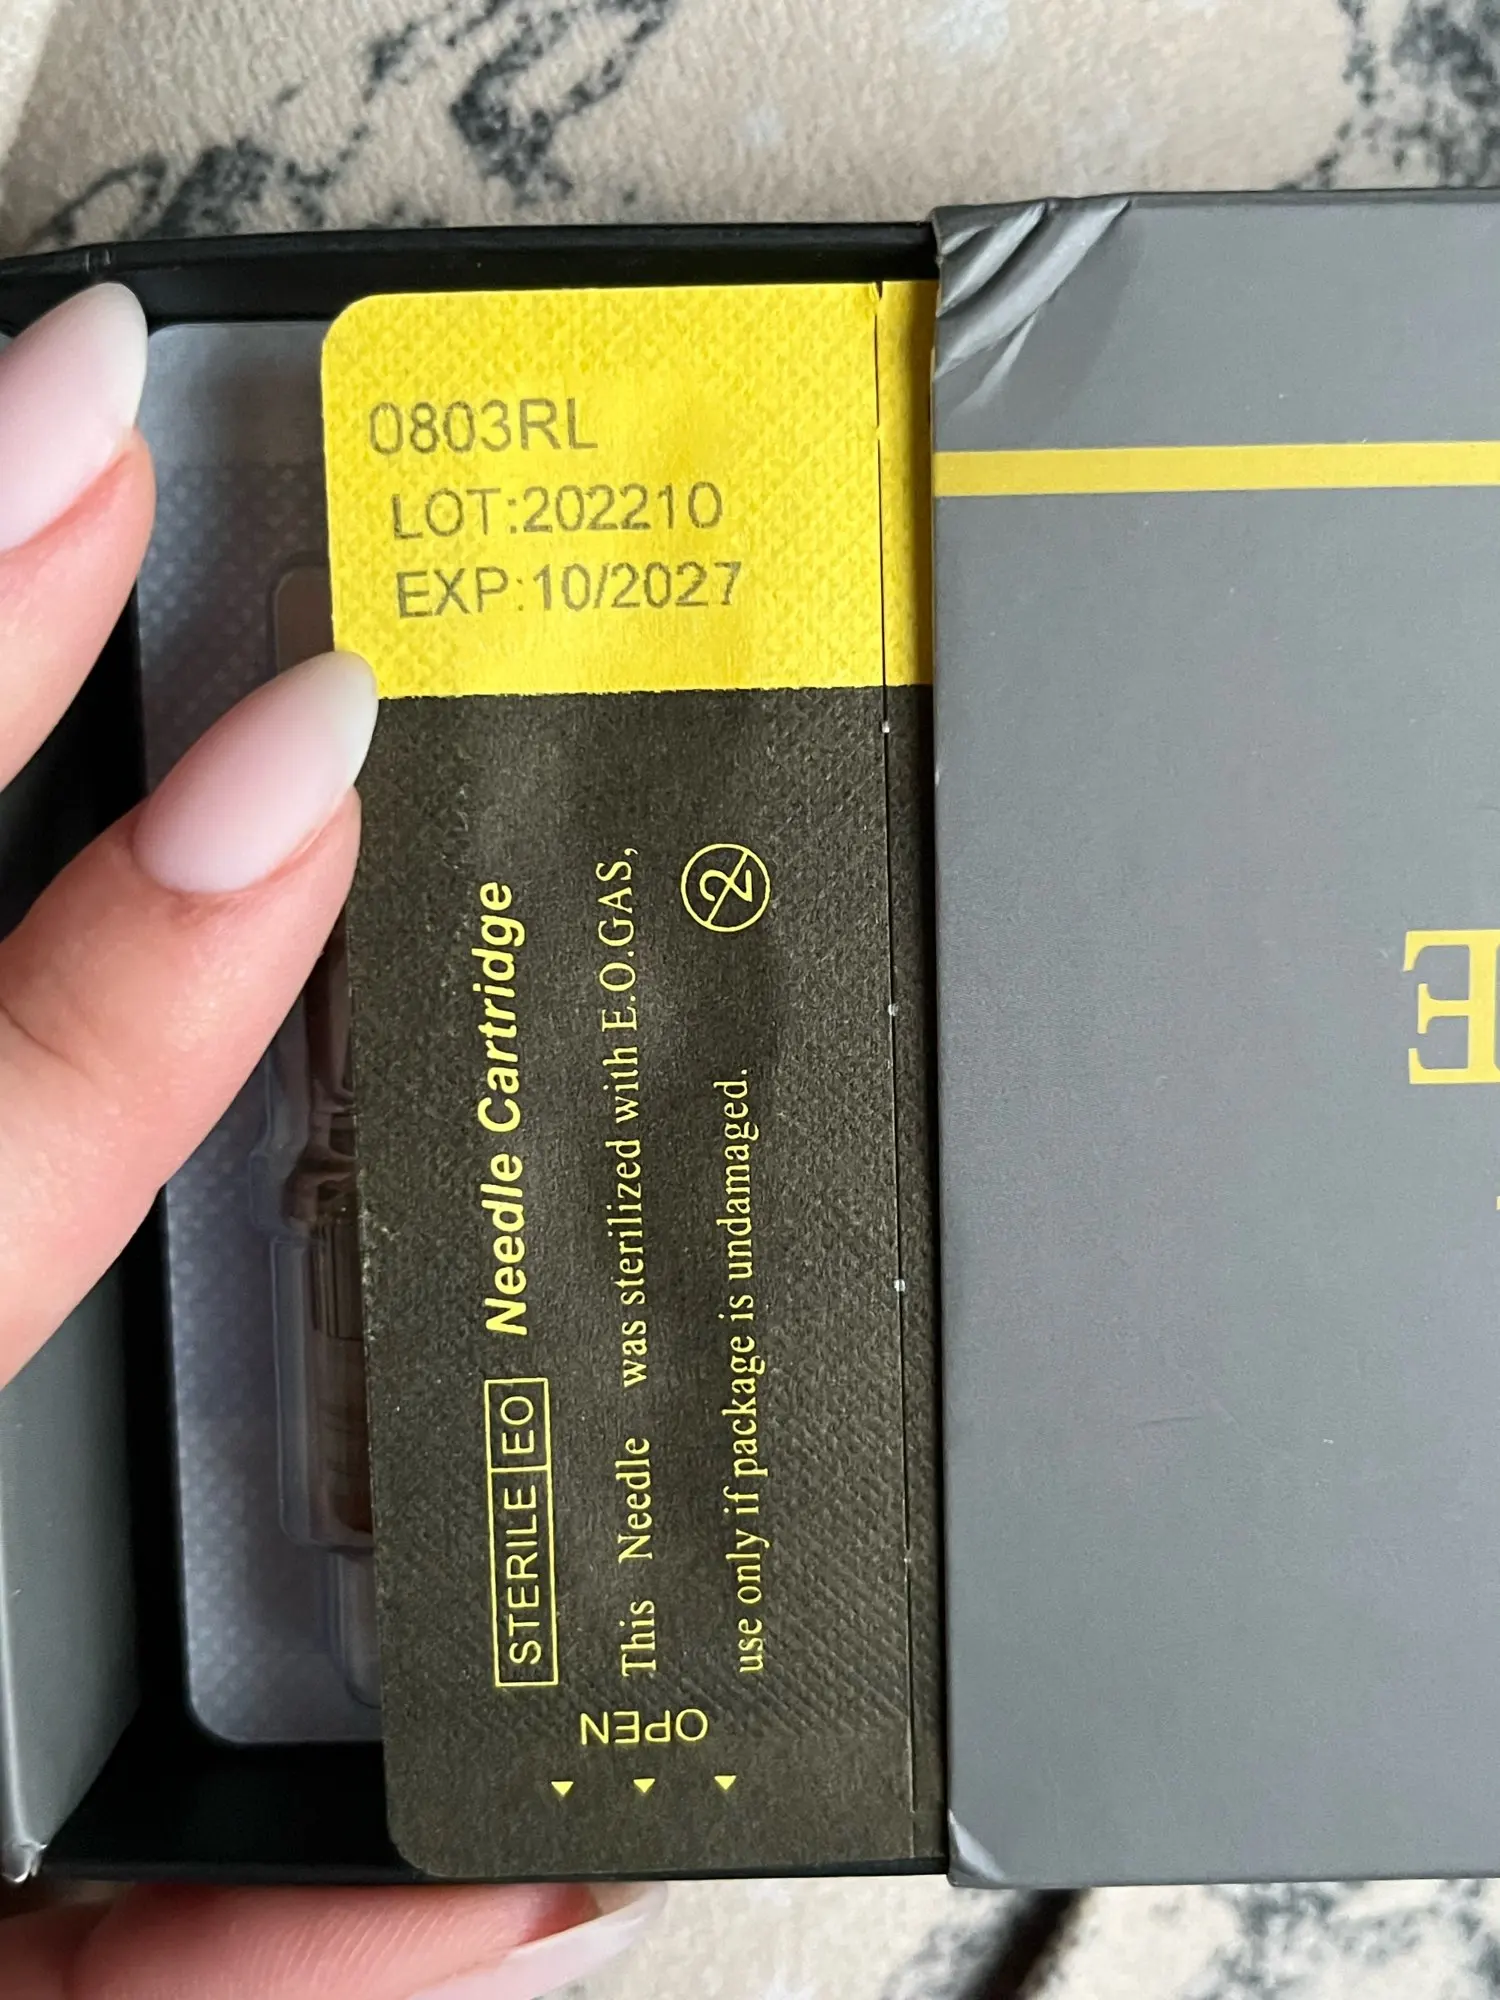 0803RL
LOT:202210
EXP:10/2027
STERILE EO Needle Cartridge
This Needle was sterilized with E.O.GAS,
use only if package is undamaged.
2
OPEN
E